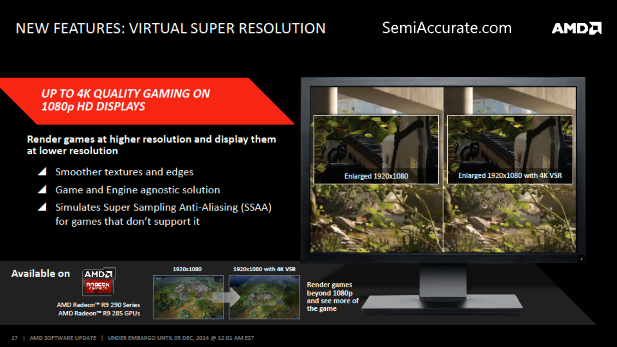 NEW FEATURES: VIRTUAL SUPER RESOLUTION
SemiAccurate.com
AMD
UP TO 4K QUALITY GAMING ON
1080p HD DISPLAYS
Render games at higher resolution and display them
at lower resolution
Smoother textures and edges
Game and Engine agnostic solution
Simulates Super Sampling Anti-Aliasing (SSAA)
for games that don't support it
Enlarged 1920x1080
Enlarged 1920x1080 with 4K VSR
Available on
AMD
RADEON
GRAPHICS
AMD Radeon™ R9 290 Series
AMD Radeon™ R9 285 GPUs
1920x1080
1920x1080 with 4K VSR
Render games
beyond 1080p
and see more of
the game
17 | AMD SOFTWARE UPDATE | UNDER EMBARGO UNTIL 05 DEC, 2014 @ 12.01 AM EST